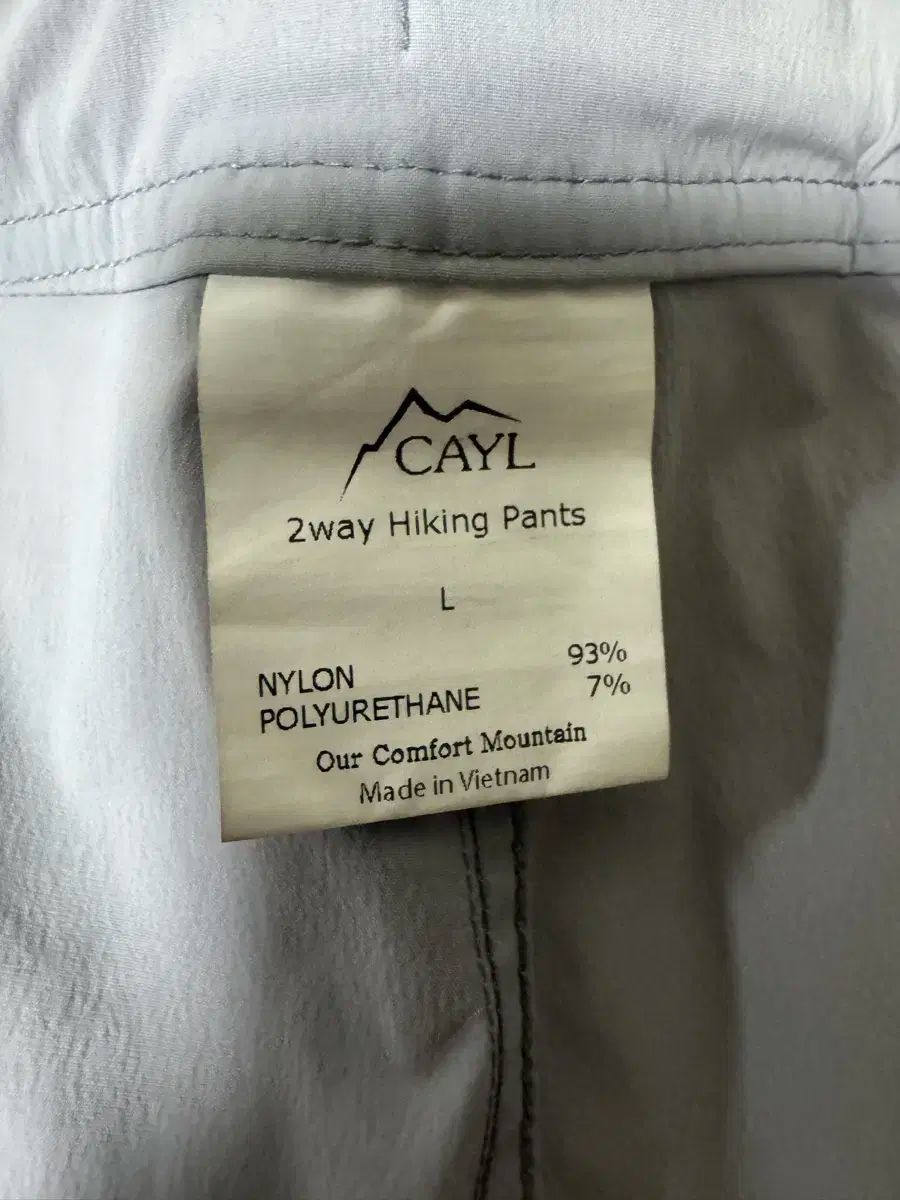 CAYL
2way Hiking Pants
L
NYLON 93%
POLYURETHANE 7%
Our Comfort Mountain
Made in Vietnam